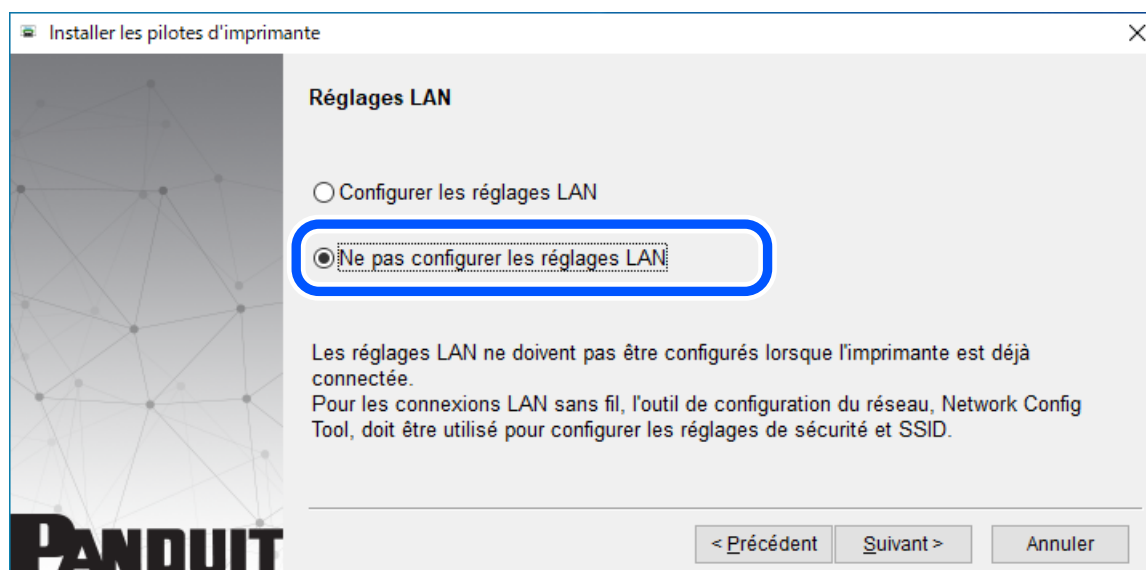 Installer les pilotes d'imprimante
Réglages LAN
Configurer les réglages LAN
Ne pas configurer les réglages LAN
Les réglages LAN ne doivent pas être configurés lorsque l'imprimante est déjà
connectée.
Pour les connexions LAN sans fil, l'outil de configuration du réseau, Network Config
Tool, doit être utilisé pour configurer les réglages de sécurité et SSID.
PANDUIT
< Précédent
Suivant >
Annuler